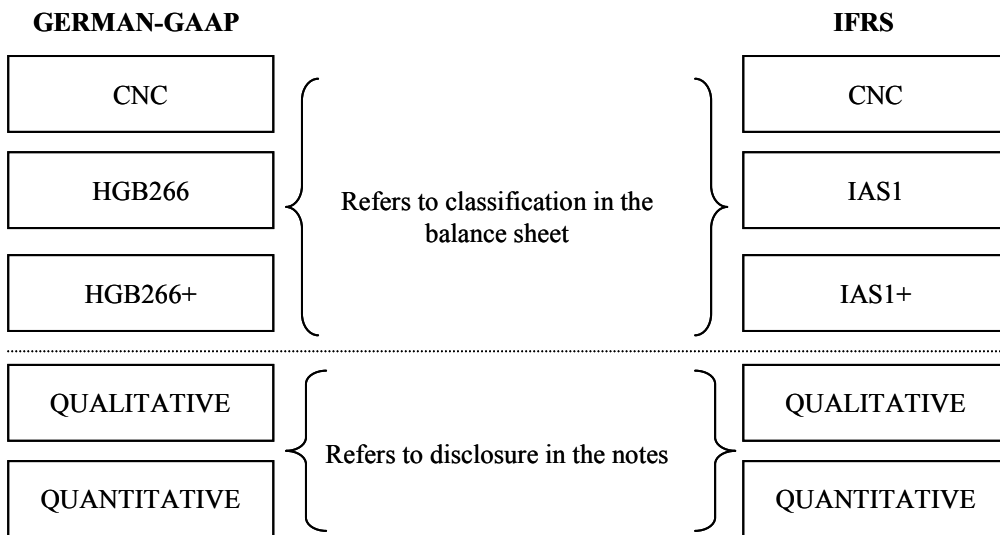 GERMAN-GAAP
IFRS
CNC
CNC
HGB266
IAS1
Refers to classification in the
balance sheet
HGB266+
IAS1+
QUALITATIVE
QUALITATIVE
Refers to disclosure in the notes
QUANTITATIVE
QUANTITATIVE